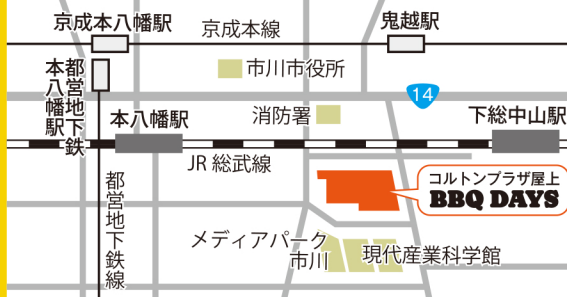 京成本八幡駅
京成本線
鬼越駅
都営地下鉄
本八幡駅
市川市役所
14
消防署
本八幡駅
下総中山駅
JR 総武線
コルトンプラザ屋上
BBQ DAYS
都営地下鉄線
メディアパーク
市川
現代産業科学館